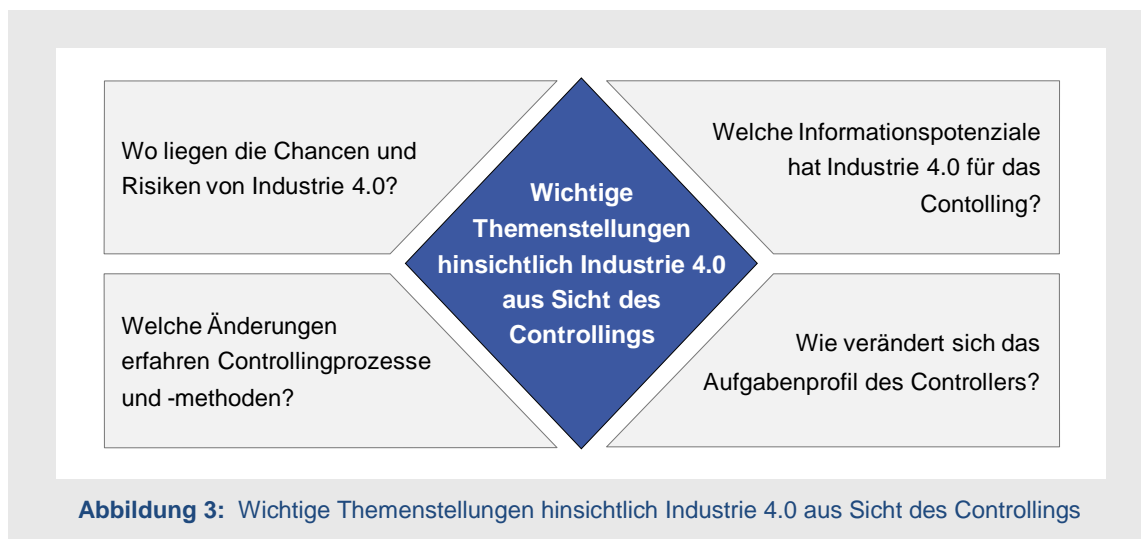 Wo liegen die Chancen und
Risiken von Industrie 4.0?
Welche Informationspotenziale
hat Industrie 4.0 für das
Contolling?
Wichtige
Themenstellungen
hinsichtlich Industrie 4.0
aus Sicht des
Controllings
Welche Änderungen
erfahren Controllingprozesse
und -methoden?
Wie verändert sich das
Aufgabenprofil des Controllers?
Abbildung 3: Wichtige Themenstellungen hinsichtlich Industrie 4.0 aus Sicht des Controllings